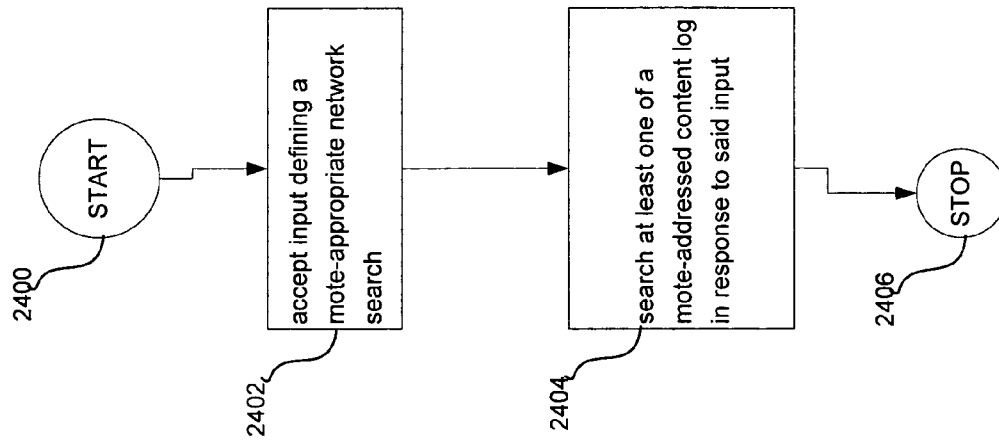 2400
START
2402
accept input defining a
mote-appropriate network
search
2404
search at least one of a
mote-addressed content log
in response to said input
2406
STOP